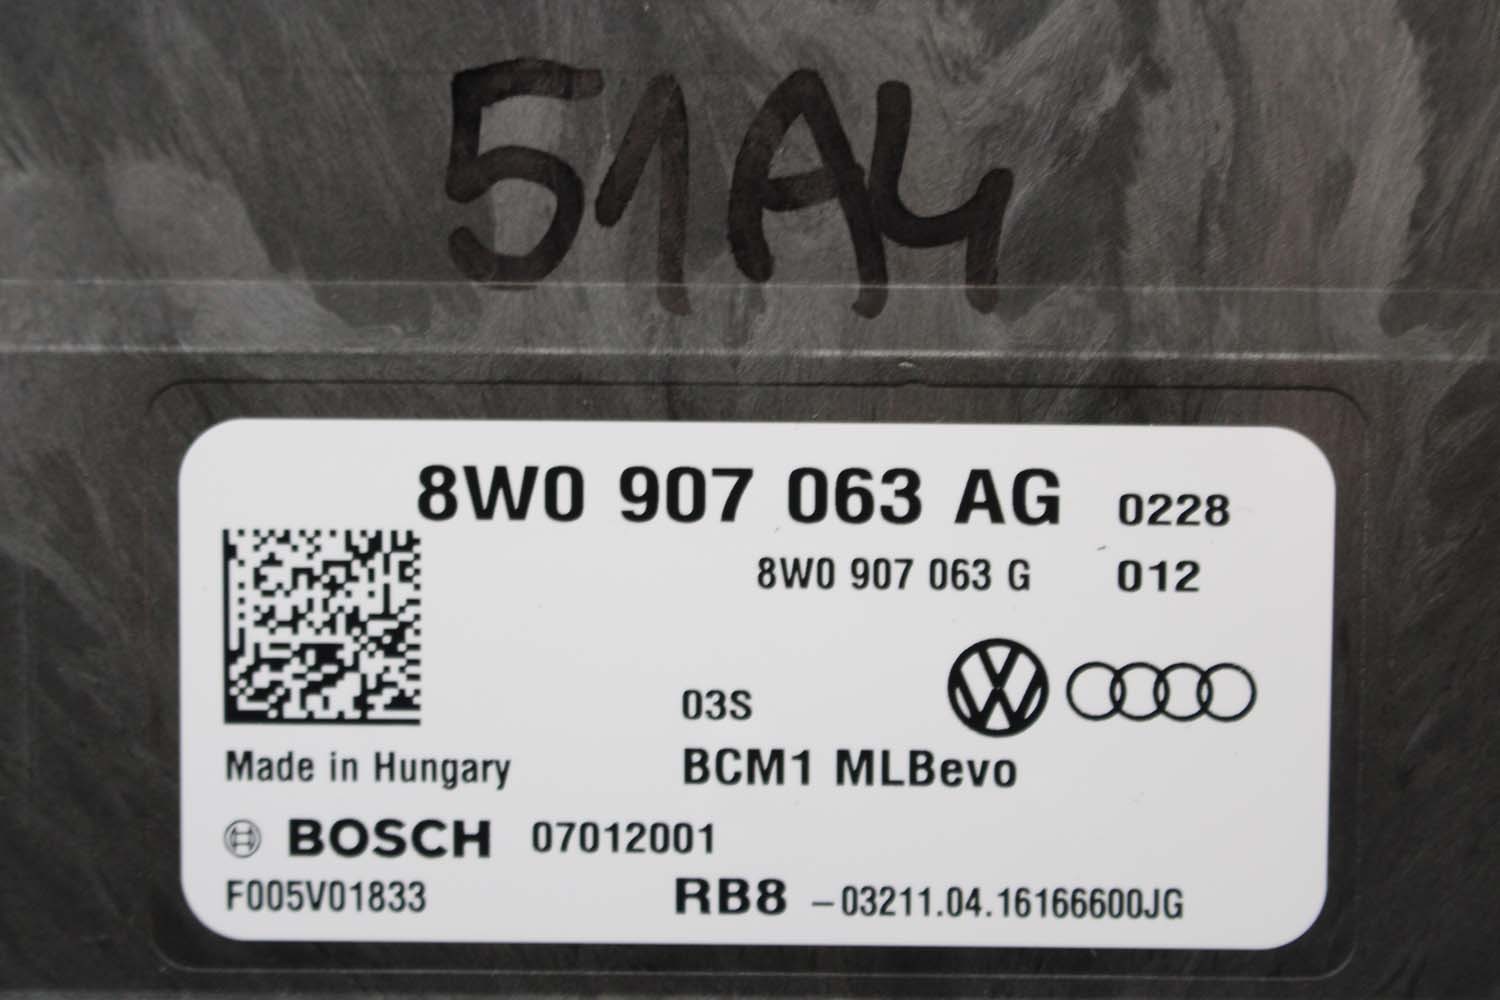 51A4
8W0 907 063 AG 0228
8W0 907 063 G 012
03S
Made in Hungary BCM1 MLBevo
BOSCH 07012001
F005V01833 RB8 –03211.04.16166600JG